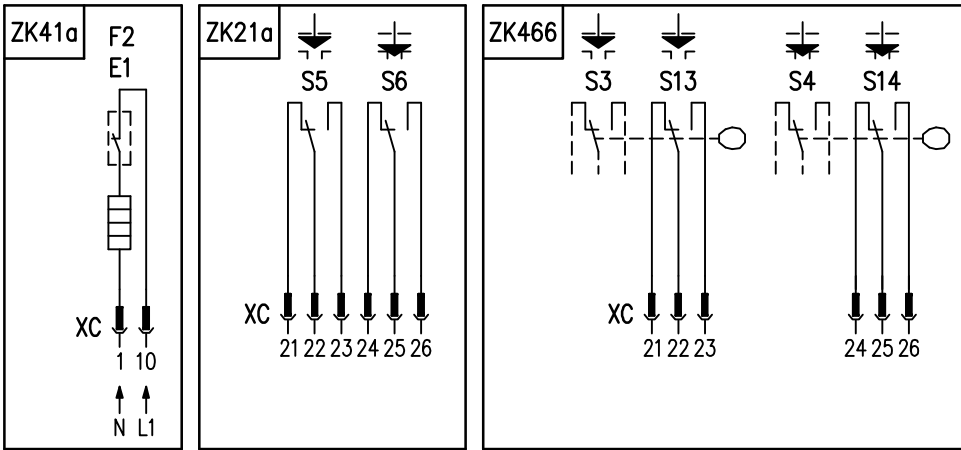 ZK41a
F2
E1
XC
1 10
N L1
ZK21a
S5 S6
XC
21 22 23 24 25 26
ZK466
S3 S13 S4 S14
XC
21 22 23 24 25 26